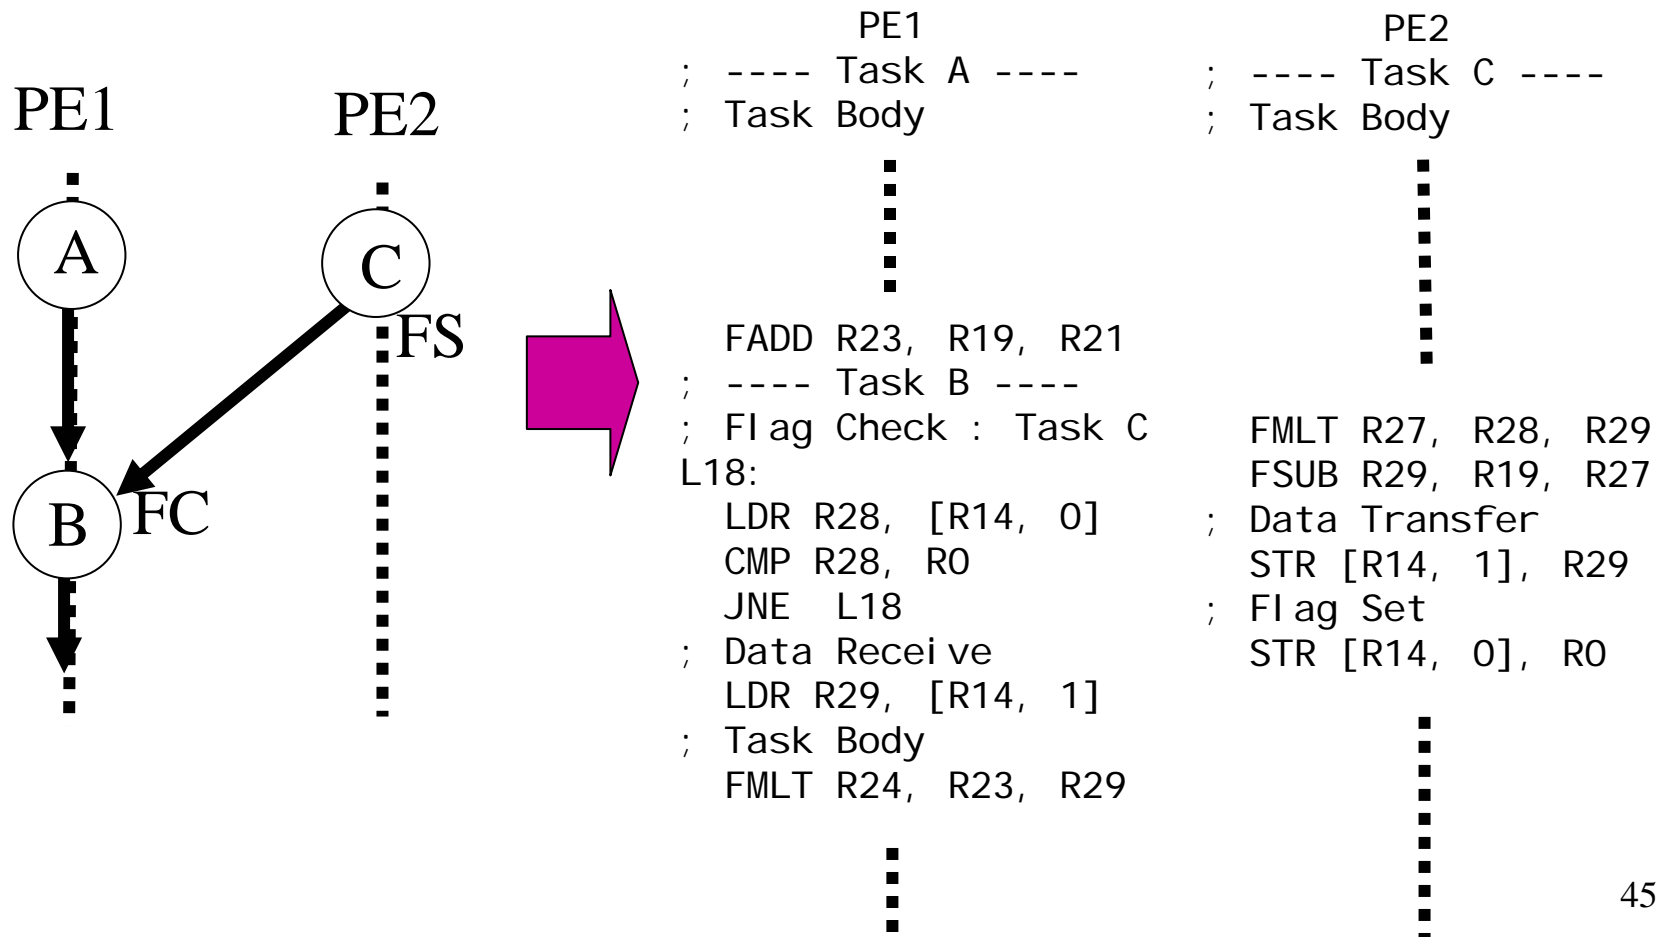 PE1
PE2
A
C
FS
B
FC
PE1
; ---- Task A ----
; Task Body
FADD R23, R19, R21
; ---- Task B ----
; Flag Check : Task C
L18:
LDR R28, [R14, 0]
CMP R28, R0
JNE L18
; Data Receive
LDR R29, [R14, 1]
; Task Body
FMLT R24, R23, R29
PE2
; ---- Task C ----
; Task Body
FMLT R27, R28, R29
FSUB R29, R19, R27
; Data Transfer
STR [R14, 1], R29
; Flag Set
STR [R14, 0], R0
45